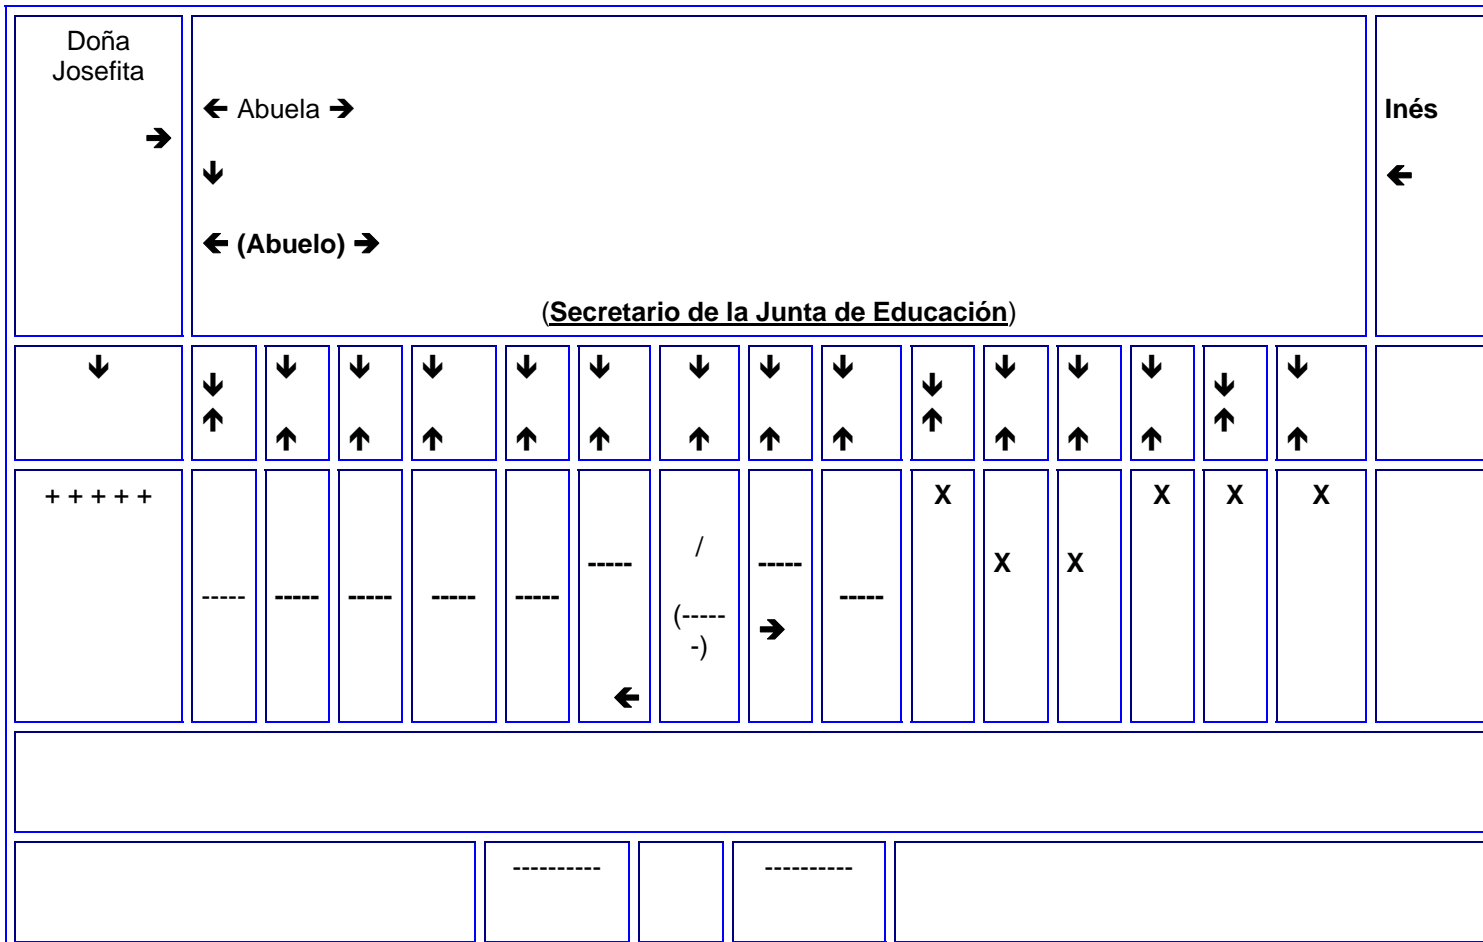 Doña
Josefita
➔
🡸 Abuela ➔
🡻
🡸 (Abuelo) ➔
(Secretario de la Junta de Educación)
Inés
🡸
🡻 🡻 🡻 🡻 🡻 🡻 🡻 🡻 🡻 🡻 🡻 🡻 🡻 🡻 🡻 🡻
🡹 🡹 🡹 🡹 🡹 🡹 🡹 🡹 🡹 🡹 🡹 🡹 🡹 🡹 🡹
+ + + + + X X X X
----- / ----- X X
----- ----- ----- ----- ----- (----- -----
-)
➔
🡸
---------- ----------